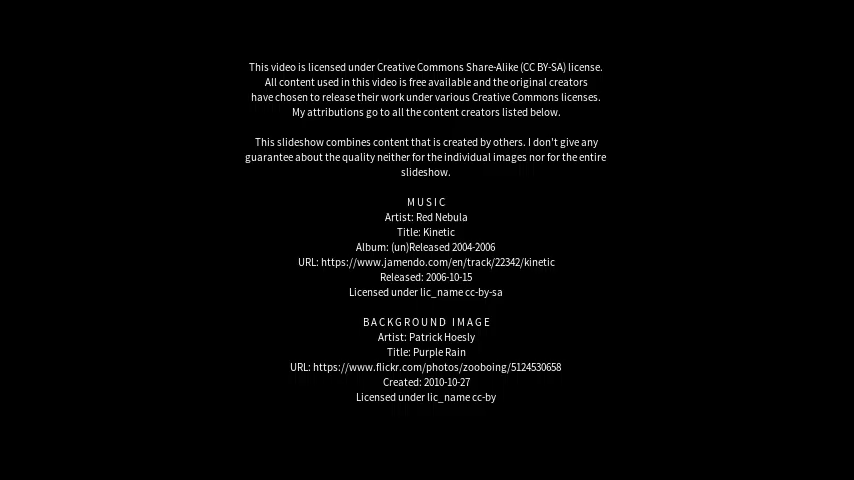 This video is licensed under Creative Commons Share-Alike (CC BY-SA) license.
All content used in this video is free available and the original creators
have chosen to release their work under various Creative Commons licenses.
My attributions go to all the content creators listed below.
This slideshow combines content that is created by others. I don't give any
guarantee about the quality neither for the individual images nor for the entire
slideshow.
MUSIC
Artist: Red Nebula
Title: Kinetic
Album: (un)Released 2004-2006
URL: https://www.jamendo.com/en/track/22342/kinetic
Released: 2006-10-15
Licensed under lic_name cc-by-sa
BACKGROUND IMAGE
Artist: Patrick Hoesly
Title: Purple Rain
URL: https://www.flickr.com/photos/zooboing/5124530658
Created: 2010-10-27
Licensed under lic_name cc-by